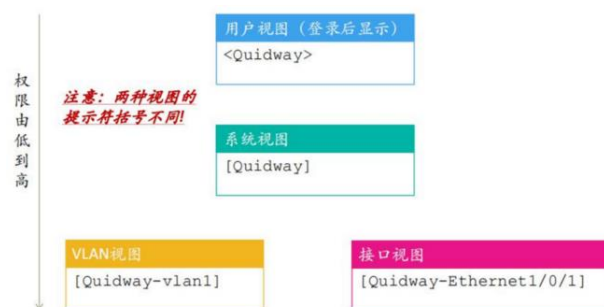 用户视图（登录后显示）
<Quidway>
权限由低到高
注意：两种视图的
提示符括号不同!
系统视图
[Quidway]
VLAN视图
[Quidway-vlan1]
接口视图
[Quidway-Ethernet1/0/1]